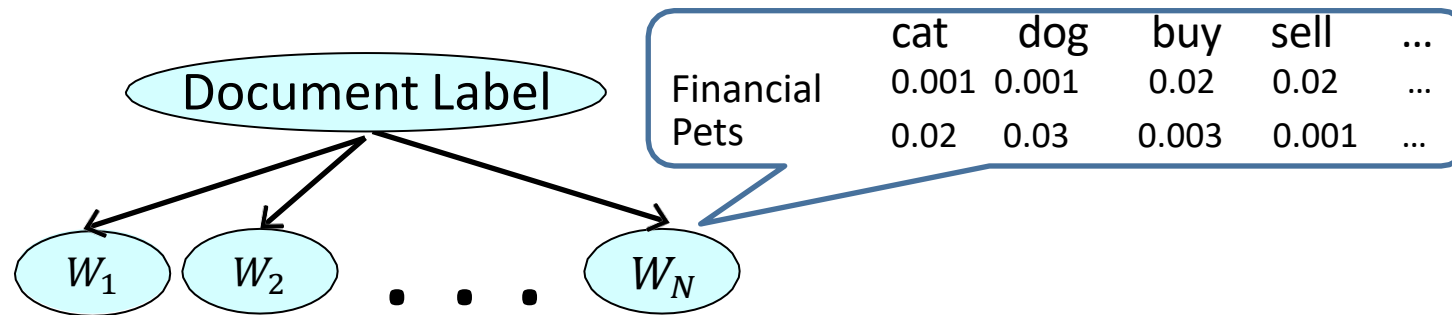 cat dog buy sell ...
Document Label
Financial 0.001 0.001 0.02 0.02 ...
Pets 0.02 0.03 0.003 0.001 ...
W₁ W₂ . . . W_N